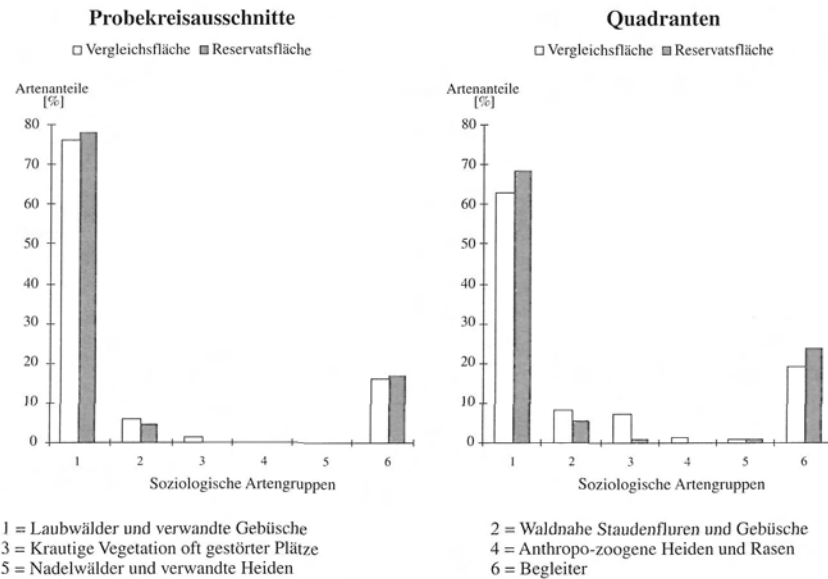 Probekreisausschnitte
Vergleichsfläche Reservatsfläche
Artenanteile
[%]
80
70
60
50
40
30
20
10
0
1 2 3 4 5 6
Soziologische Artengruppen
Quadranten
Vergleichsfläche Reservatsfläche
Artenanteile
[%]
80
70
60
50
40
30
20
10
0
1 2 3 4 5 6
Soziologische Artengruppen
1 = Laubwälder und verwandte Gebüsche
2 = Waldnahe Staudenfluren und Gebüsche
3 = Krautige Vegetation oft gestörter Plätze
4 = Anthropo-zoogene Heiden und Rasen
5 = Nadelwälder und verwandte Heiden
6 = Begleiter